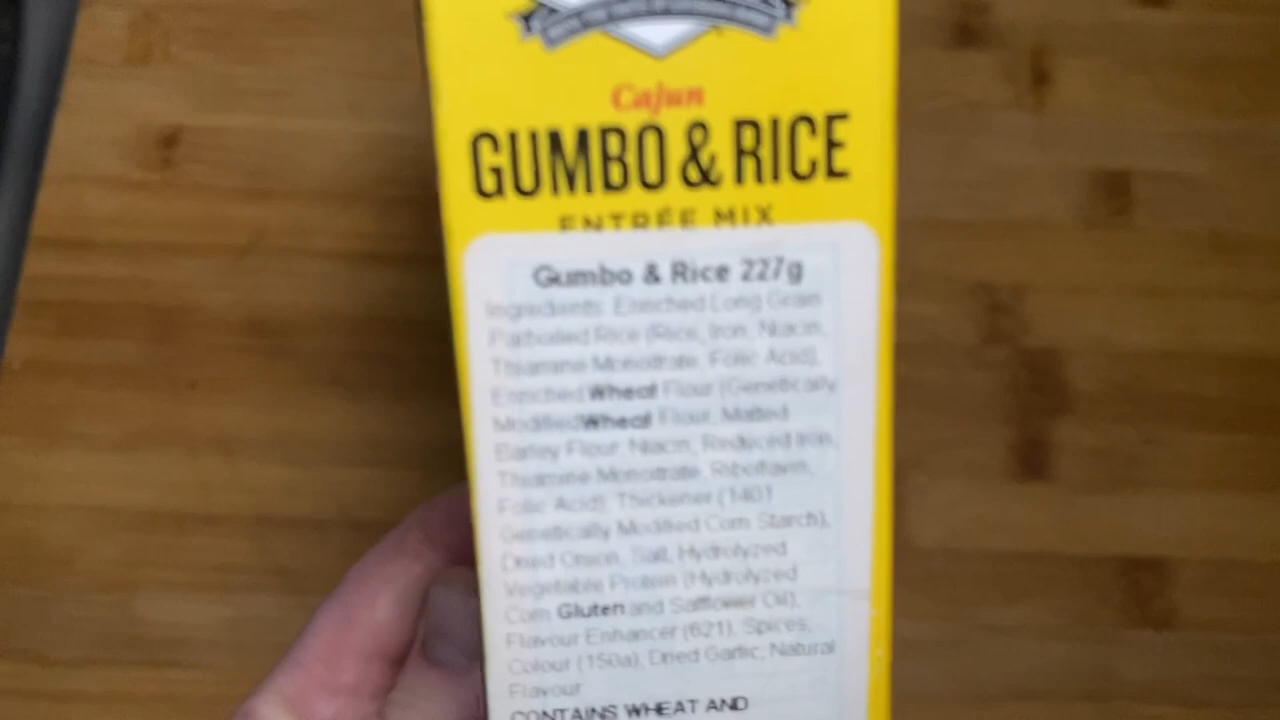 Cajun
GUMBO & RICE
ENTRÉE MIX
Gumbo & Rice 227g
Ingredients: Enriched Long Grain
Parboiled Rice (Rice, Iron, Niacin,
Thiamine Monoitrate, Folic Acid),
Enriched Wheat Flour (Genetically
Modified Wheat Flour, Malted
Barley Flour, Niacin, Reduced Iron,
Thiamine Monoitrate, Riboflavin,
Folic Acid), Thickener (1401
Genetically Modified Corn Starch),
Dried Onion, Salt, Hydrolyzed
Vegetable Protein (Hydrolyzed
Corn Gluten and Safflower Oil),
Flavour Enhancer (621), Spices,
Colour (150a), Dried Garlic, Natural
Flavour
CONTAINS WHEAT AND